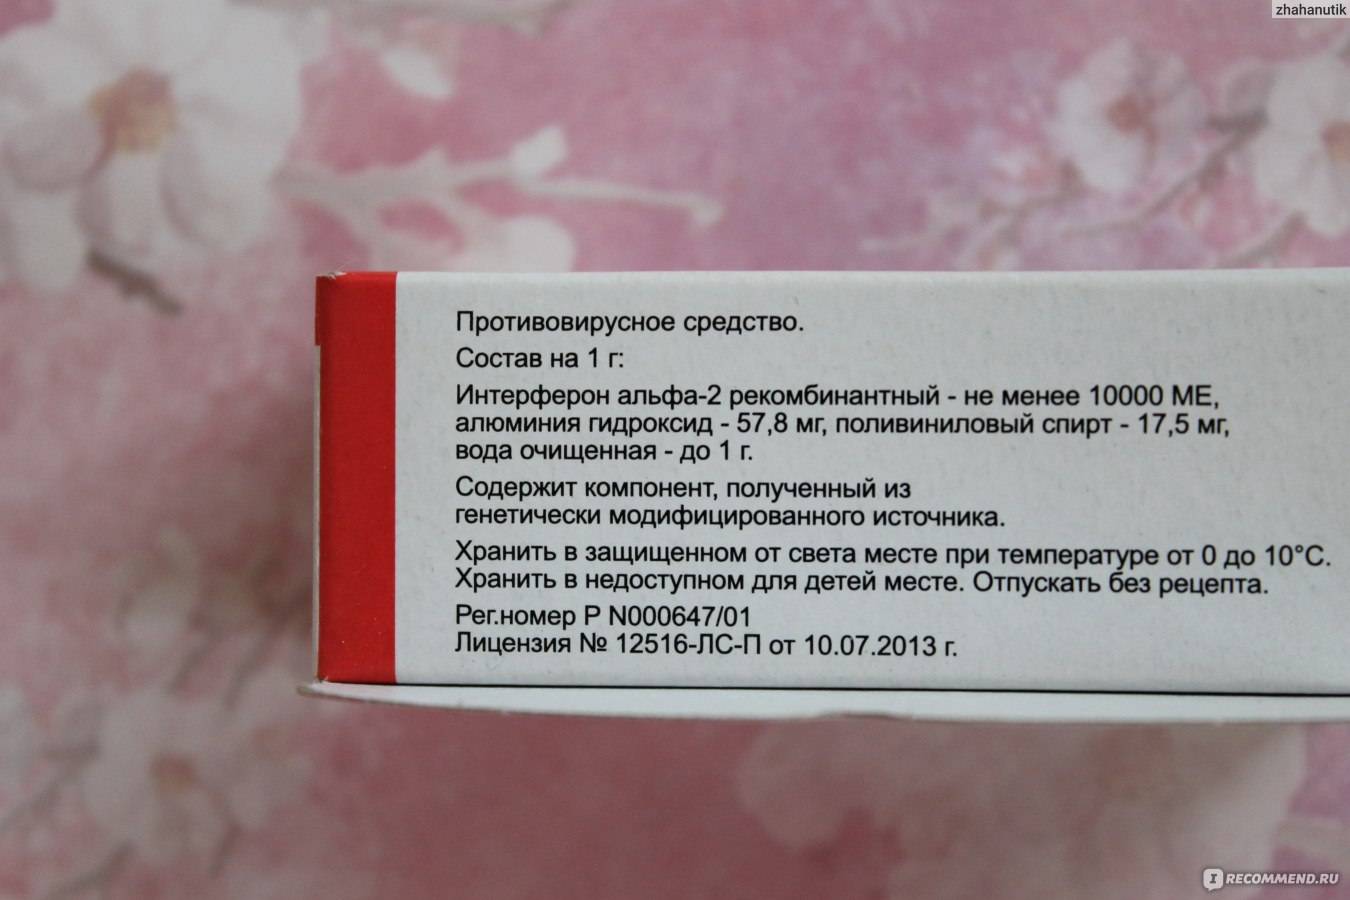 zhahanutik
Противовирусное средство.
Состав на 1 г:
Интерферон альфа-2 рекомбинантный - не менее 10000 МЕ,
алюминия гидроксид - 57,8 мг, поливиниловый спирт - 17,5 мг,
вода очищенная - до 1 г.
Содержит компонент, полученный из
генетически модифицированного источника.
Хранить в защищенном от света месте при температуре от 0 до 10°С.
Хранить в недоступном для детей месте. Отпускать без рецепта.
Рег.номер Р N000647/01
Лицензия № 12516-ЛС-П от 10.07.2013 г.
IRECOMMEND.RU